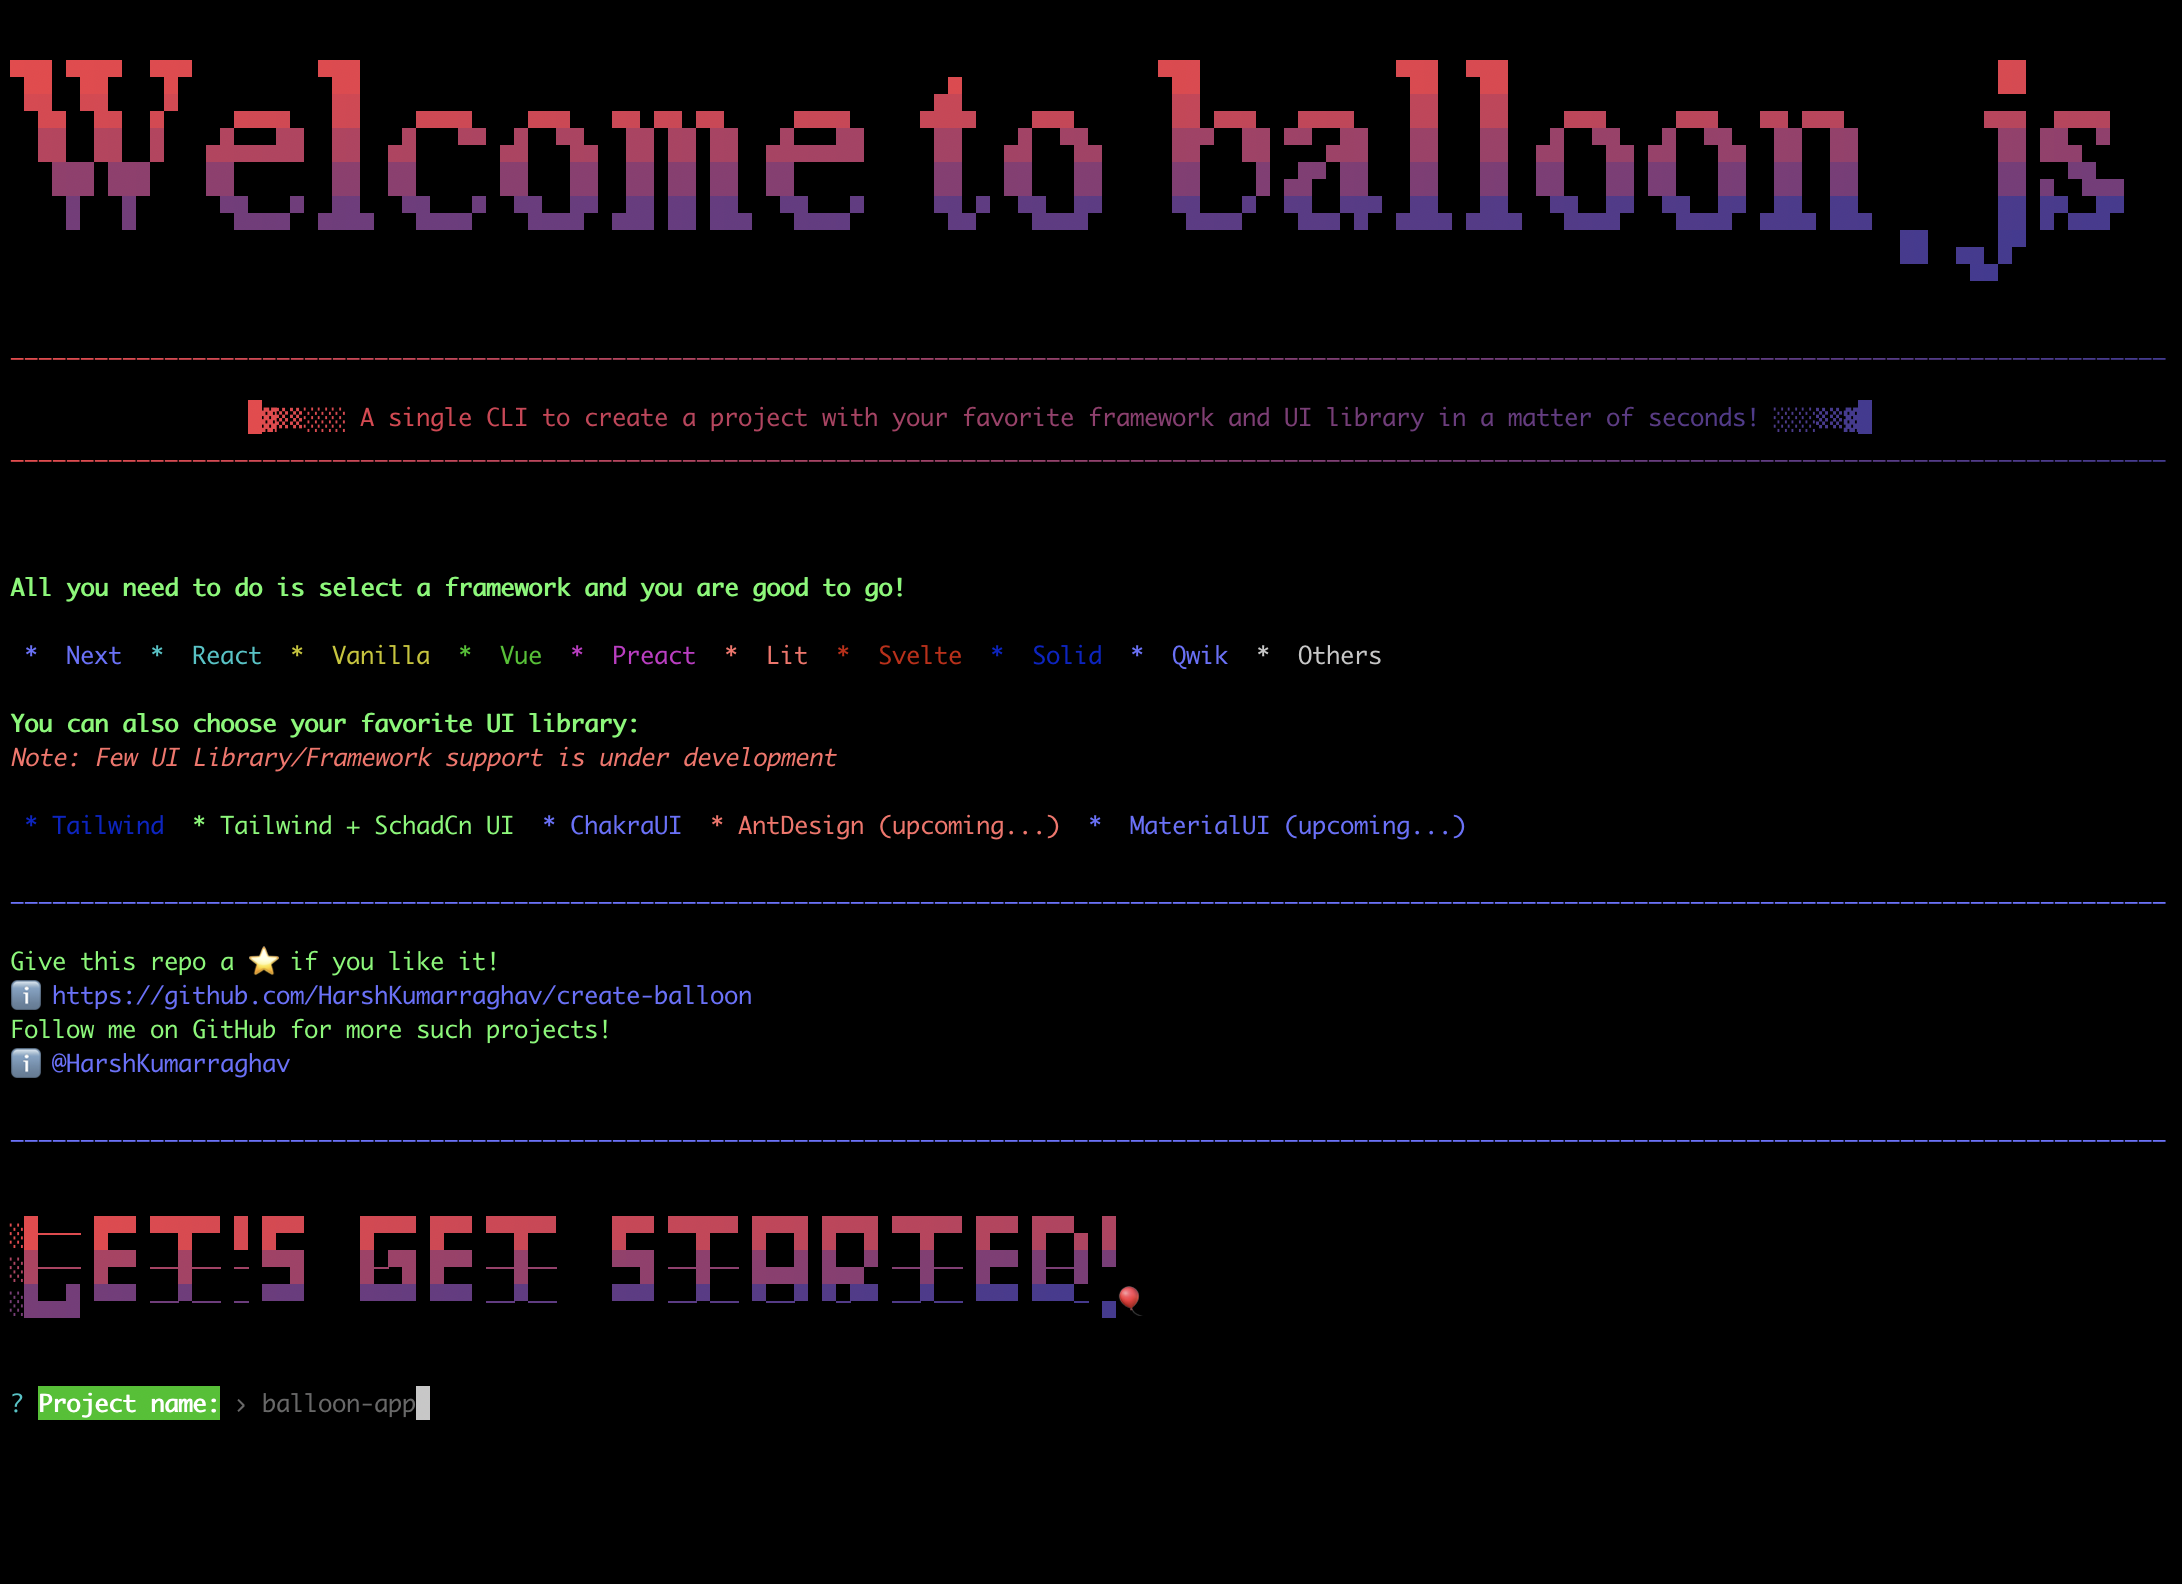 Welcome to balloon.js
A single CLI to create a project with your favorite framework and UI library in a matter of seconds!
All you need to do is select a framework and you are good to go!
* Next * React * Vanilla * Vue * Preact * Lit * Svelte * Solid * Qwik * Others
You can also choose your favorite UI library:
Note: Few UI Library/Framework support is under development
* Tailwind * Tailwind + SchadCn UI * ChakraUI * AntDesign (upcoming...) * MaterialUI (upcoming...)
Give this repo a ⭐ if you like it!
ℹ️ https://github.com/HarshKumarraghav/create-balloon
Follow me on GitHub for more such projects!
ℹ️ @HarshKumarraghav
LET'S GET STARTED!🎈
? Project name: › balloon-app